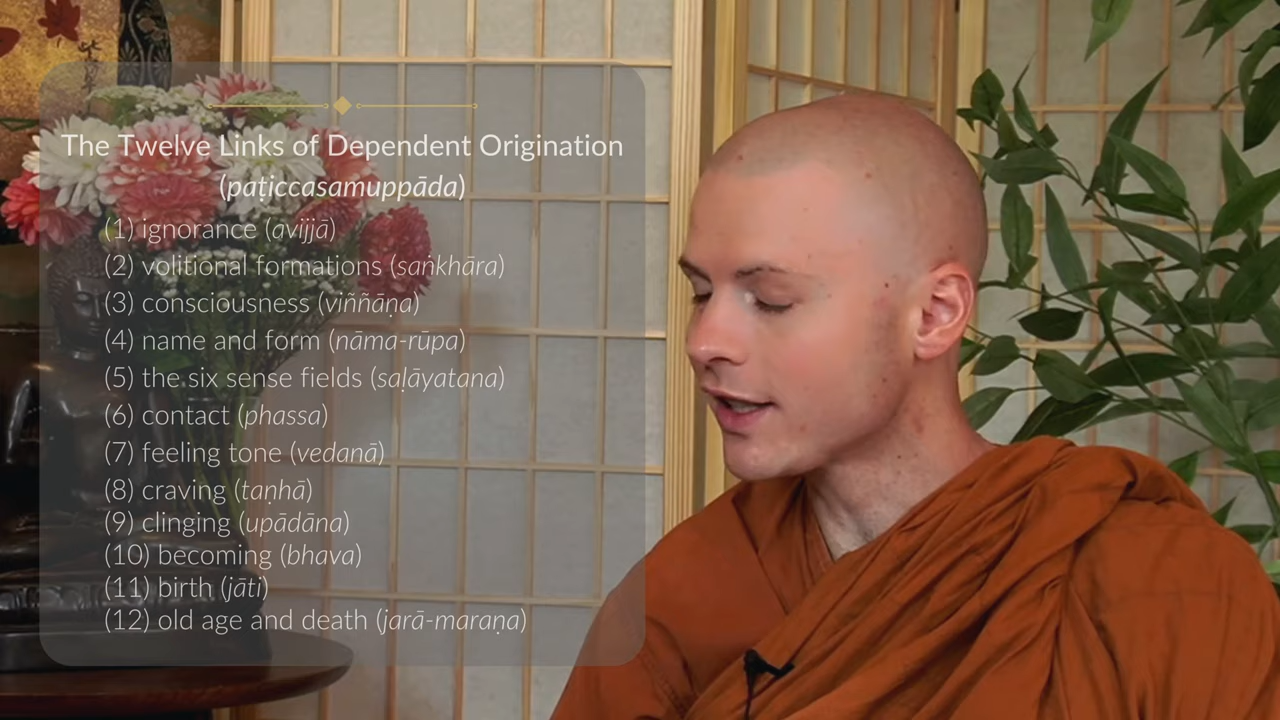 The Twelve Links of Dependent Origination
(paṭiccasamuppāda)
(1) ignorance (avijjā)
(2) volitional formations (saṅkhāra)
(3) consciousness (viññāṇa)
(4) name and form (nāma-rūpa)
(5) the six sense fields (saḷāyatana)
(6) contact (phassa)
(7) feeling tone (vedanā)
(8) craving (taṇhā)
(9) clinging (upādāna)
(10) becoming (bhava)
(11) birth (jāti)
(12) old age and death (jarā-maraṇa)